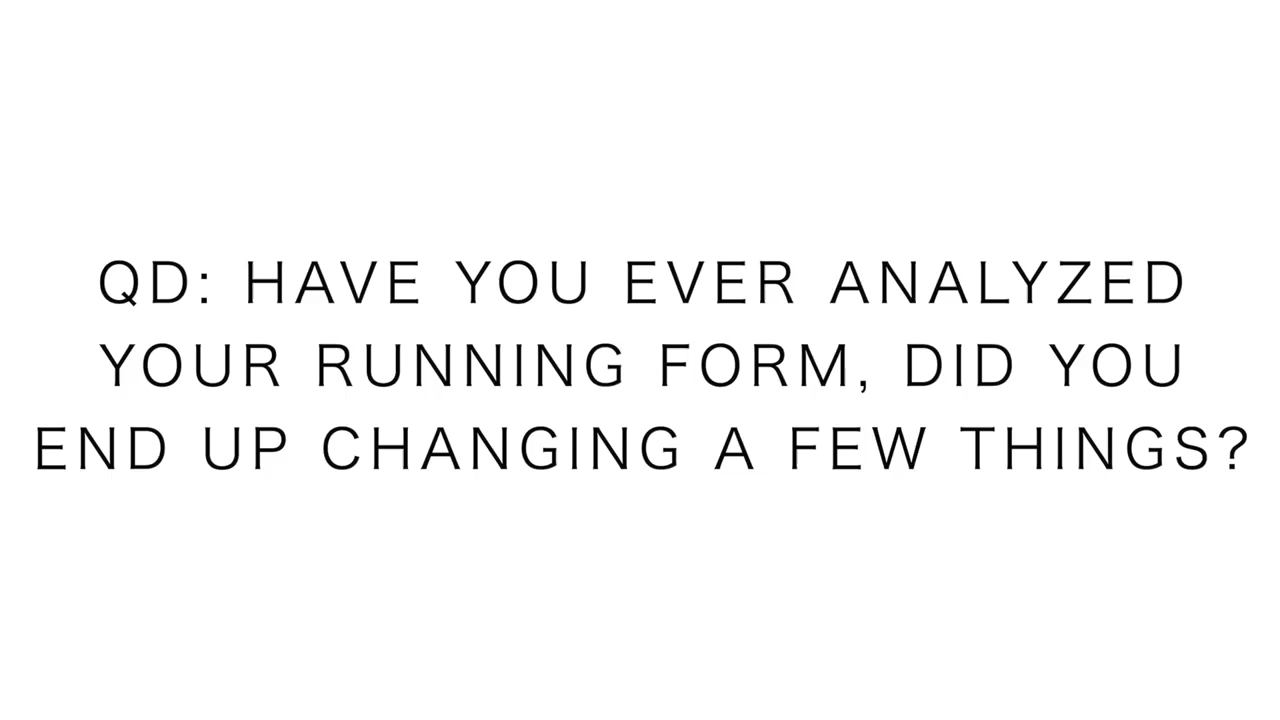 QD: HAVE YOU EVER ANALYZED
YOUR RUNNING FORM, DID YOU
END UP CHANGING A FEW THINGS?